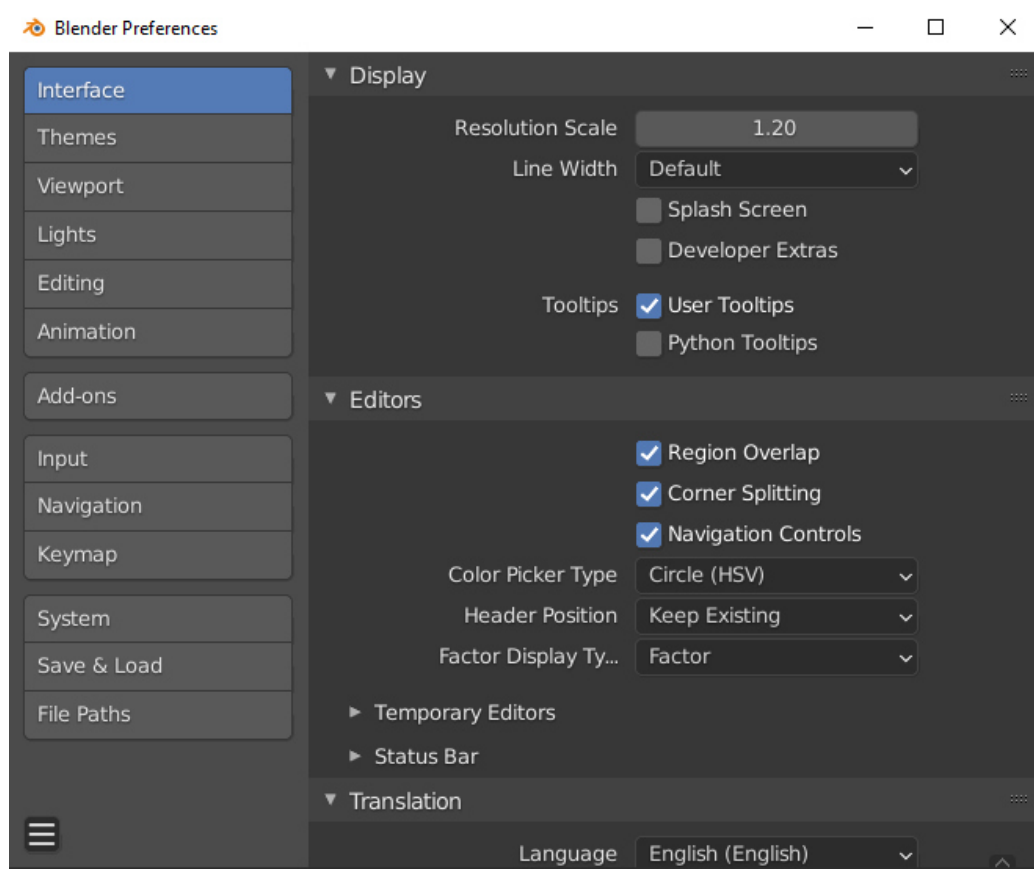 Blender Preferences
Interface
Themes
Viewport
Lights
Editing
Animation
Add-ons
Input
Navigation
Keymap
System
Save & Load
File Paths
Display
Resolution Scale 1.20
Line Width Default
Splash Screen
Developer Extras
Tooltips User Tooltips
Python Tooltips
Editors
Region Overlap
Corner Splitting
Navigation Controls
Color Picker Type Circle (HSV)
Header Position Keep Existing
Factor Display Ty... Factor
Temporary Editors
Status Bar
Translation
Language English (English)